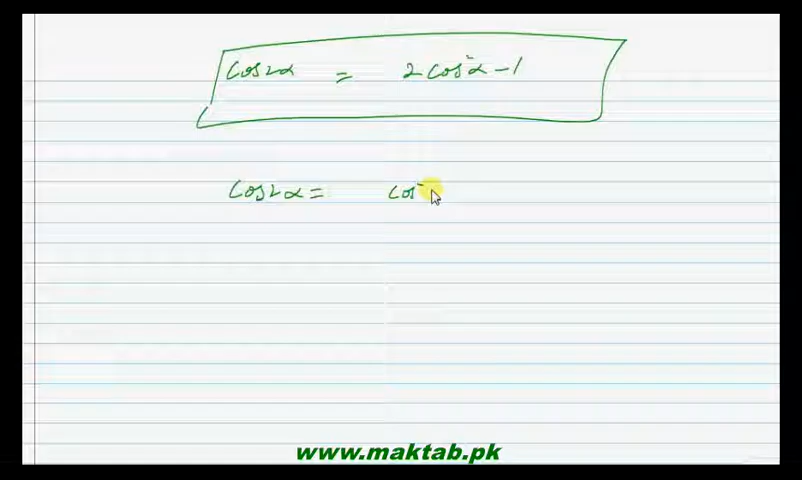 cos2α = 2cos²α-1
cos2α = cos²
www.maktab.pk